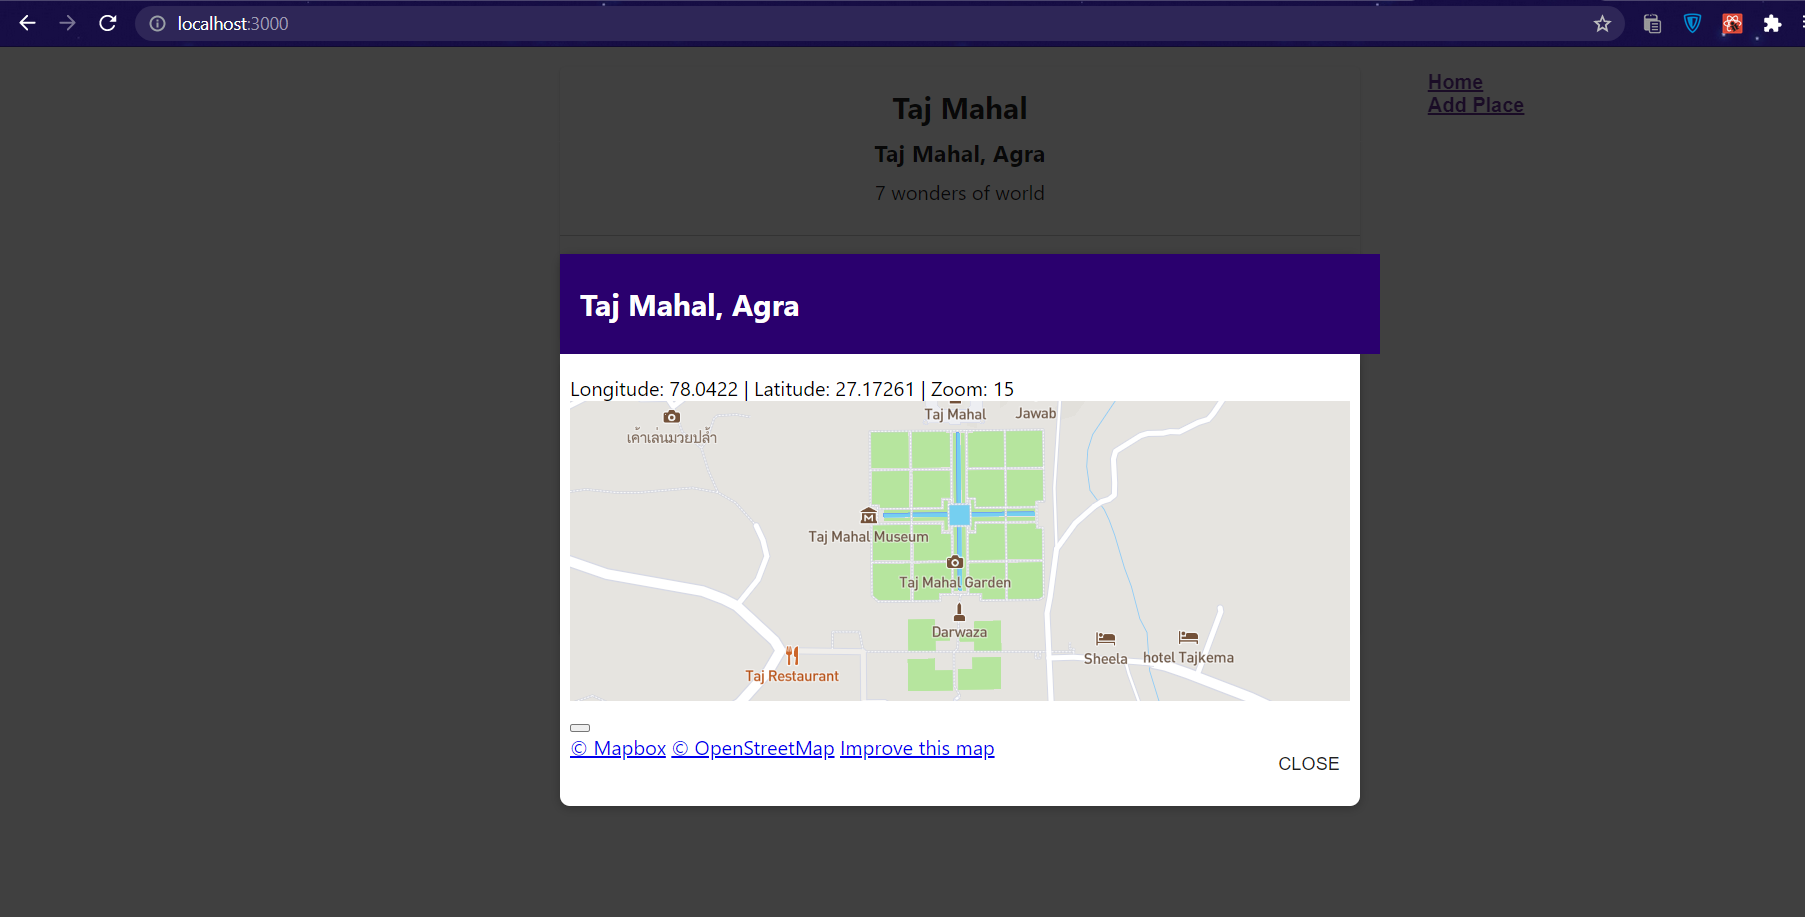 localhost:3000
Home
Add Place
Taj Mahal
Taj Mahal, Agra
7 wonders of world
Taj Mahal, Agra
Longitude: 78.0422 | Latitude: 27.17261 | Zoom: 15
Taj Mahal
Jawab
เค้าเล่นมวยปล้ำ
Taj Mahal Museum
Taj Mahal Garden
Darwaza
Sheela
hotel Tajkema
Taj Restaurant
© Mapbox © OpenStreetMap Improve this map
CLOSE